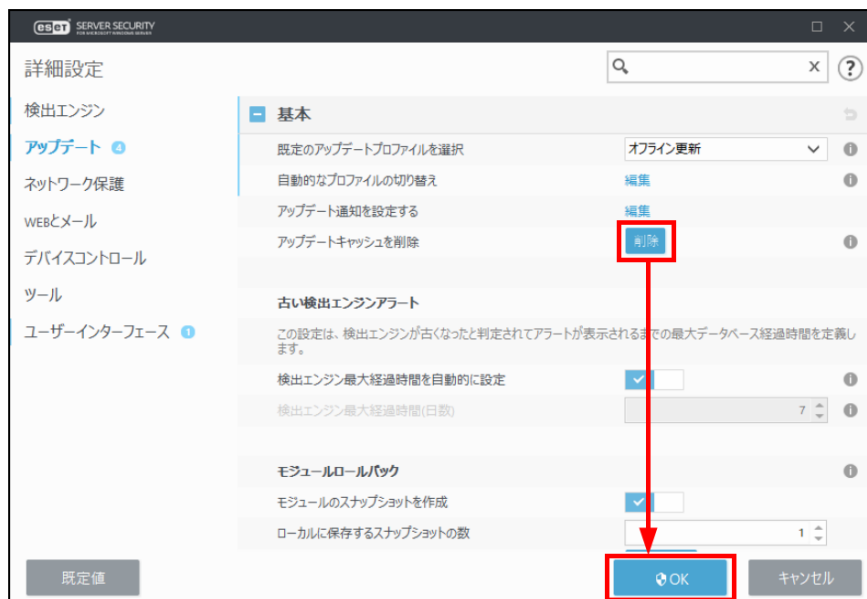 eset SERVER SECURITY
FOR MICROSOFT WINDOWS SERVER
詳細設定
検出エンジン
アップデート 4
ネットワーク保護
WEBとメール
デバイスコントロール
ツール
ユーザーインターフェース 1
基本
既定のアップデートプロファイルを選択 オフライン更新
自動的なプロファイルの切り替え 編集
アップデート通知を設定する 編集
アップデートキャッシュを削除 削除
古い検出エンジンアラート
この設定は、検出エンジンが古くなったと判定されてアラートが表示されるまでの最大データベース経過時間を定義し
ます。
検出エンジン最大経過時間を自動的に設定
検出エンジン最大経過時間(日数) 7
モジュールロールバック
モジュールのスナップショットを作成
ローカルに保存するスナップショットの数 1
既定値 OK キャンセル